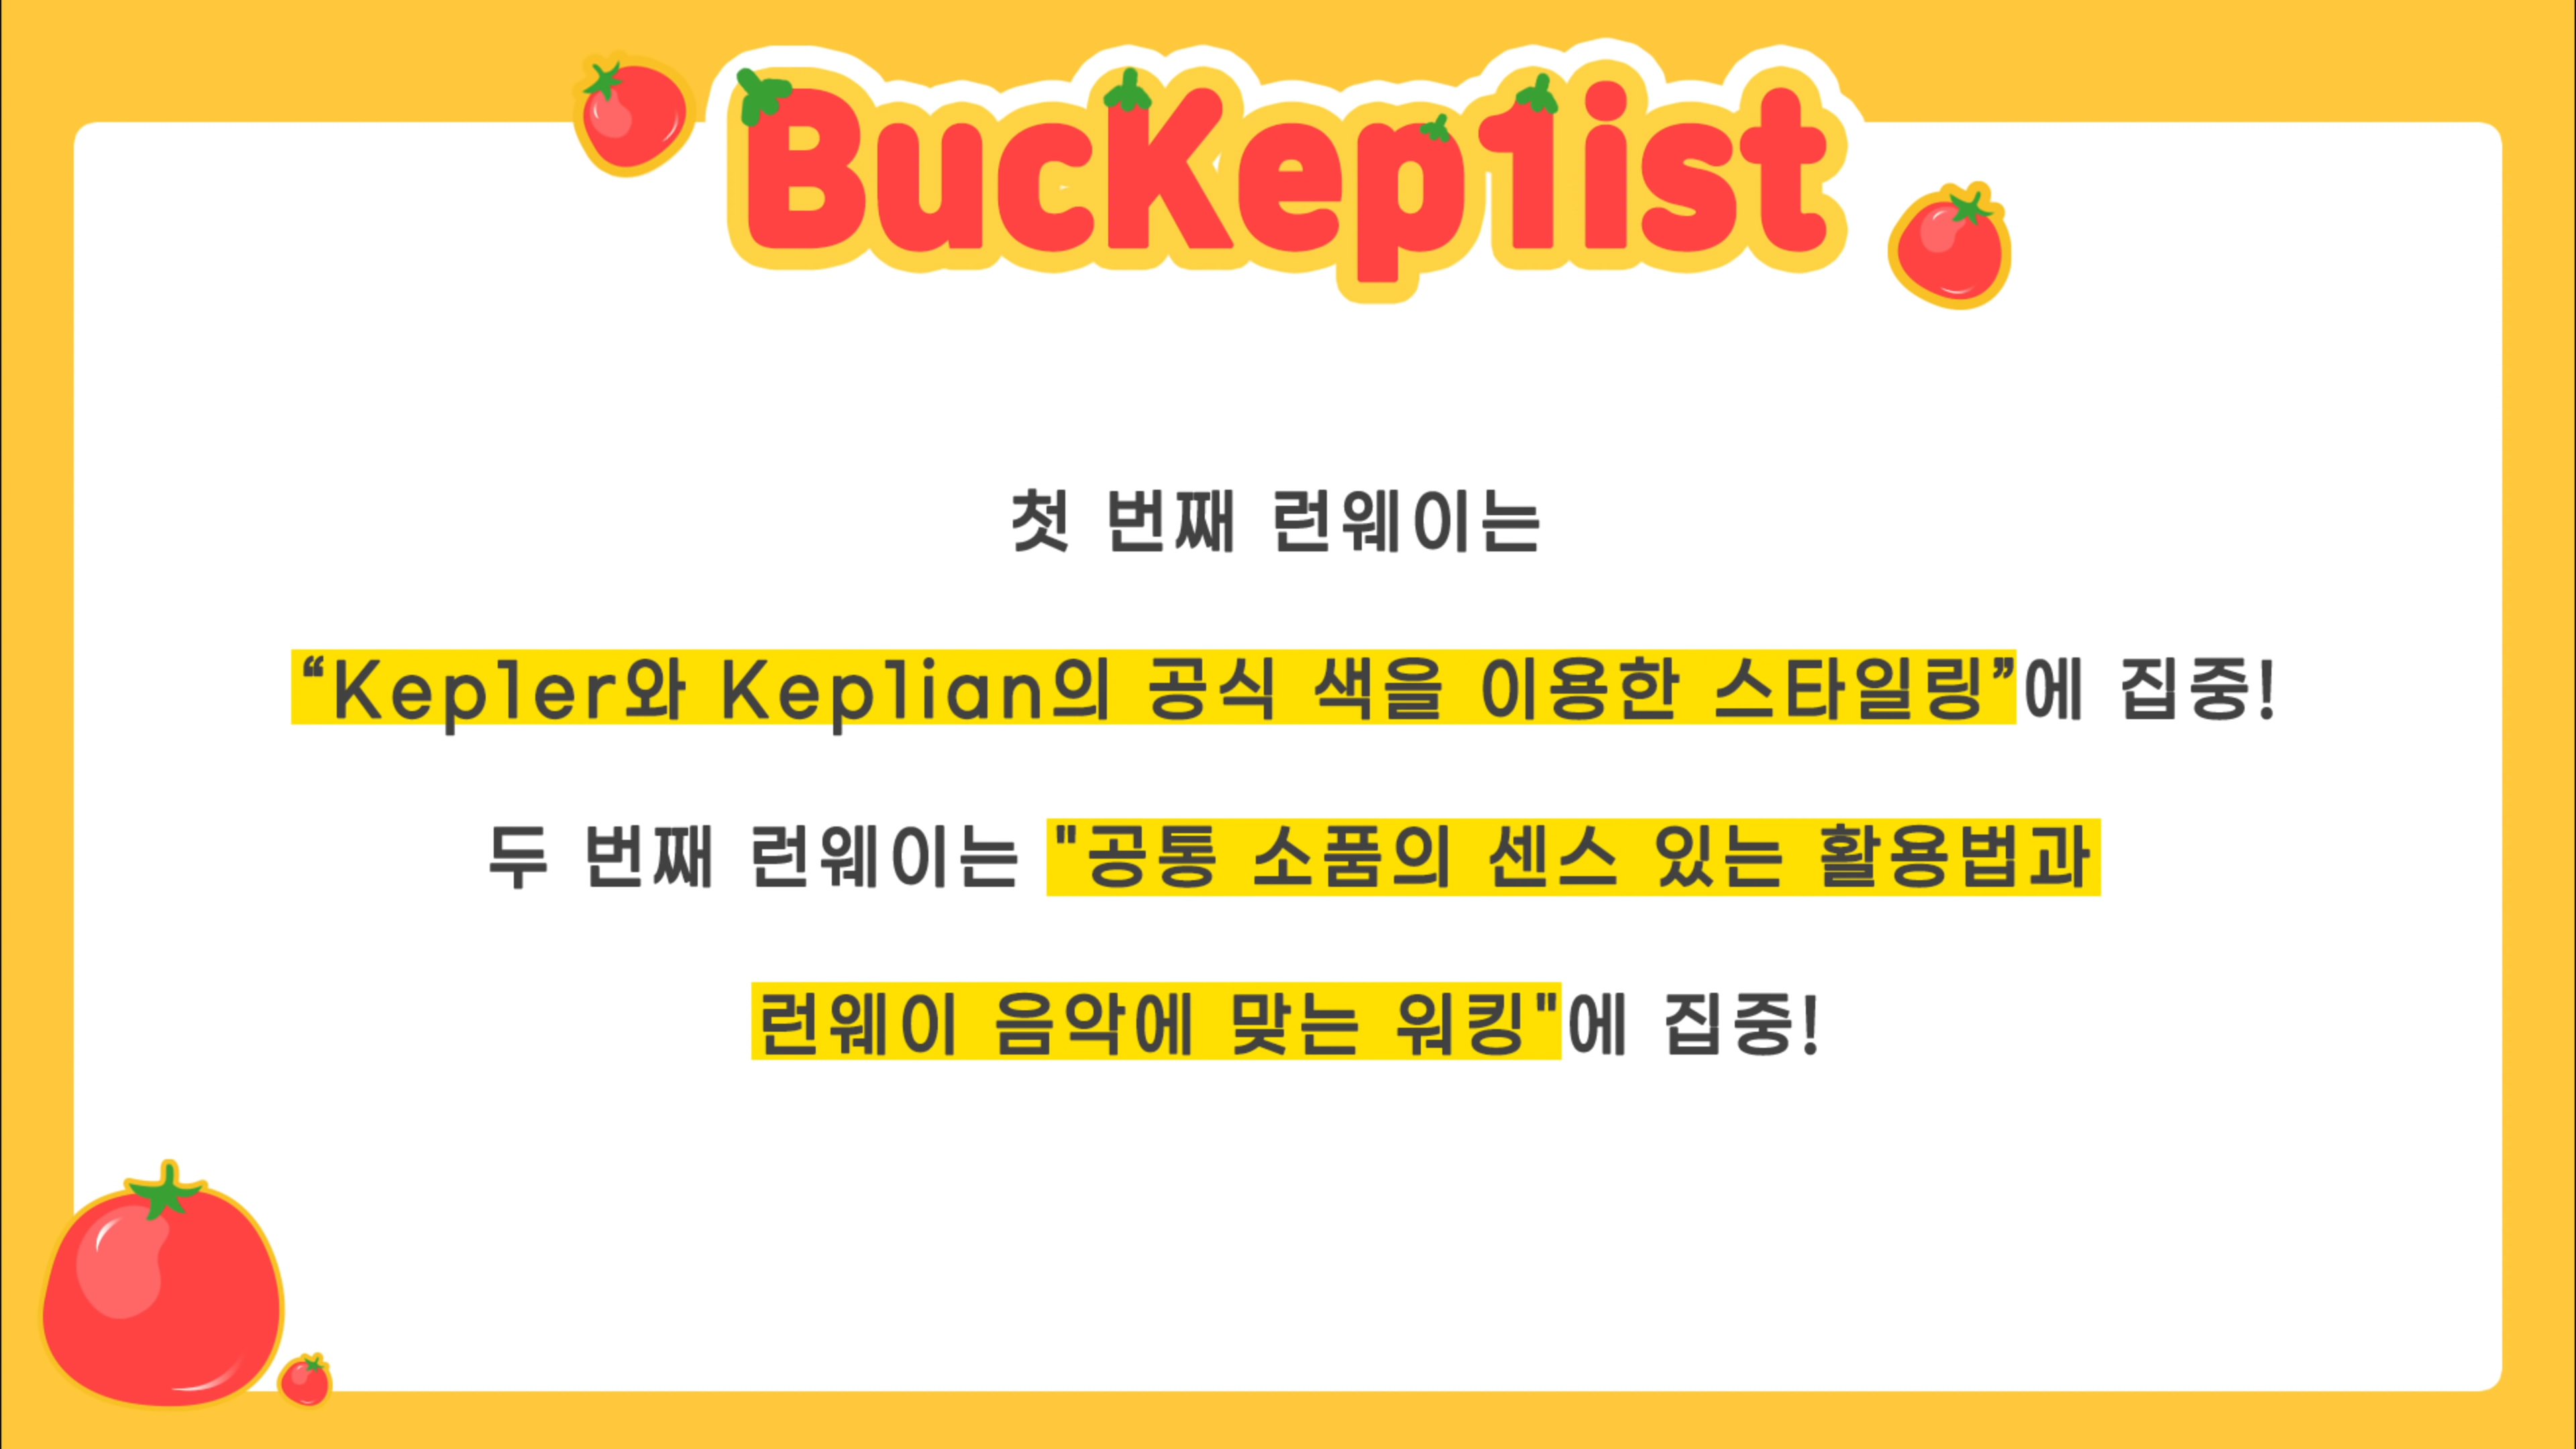 BucKep1ist
첫 번째 런웨이는
“Kep1er와 Kep1ian의 공식 색을 이용한 스타일링”에 집중!
두 번째 런웨이는 "공통 소품의 센스 있는 활용법과
런웨이 음악에 맞는 워킹"에 집중!